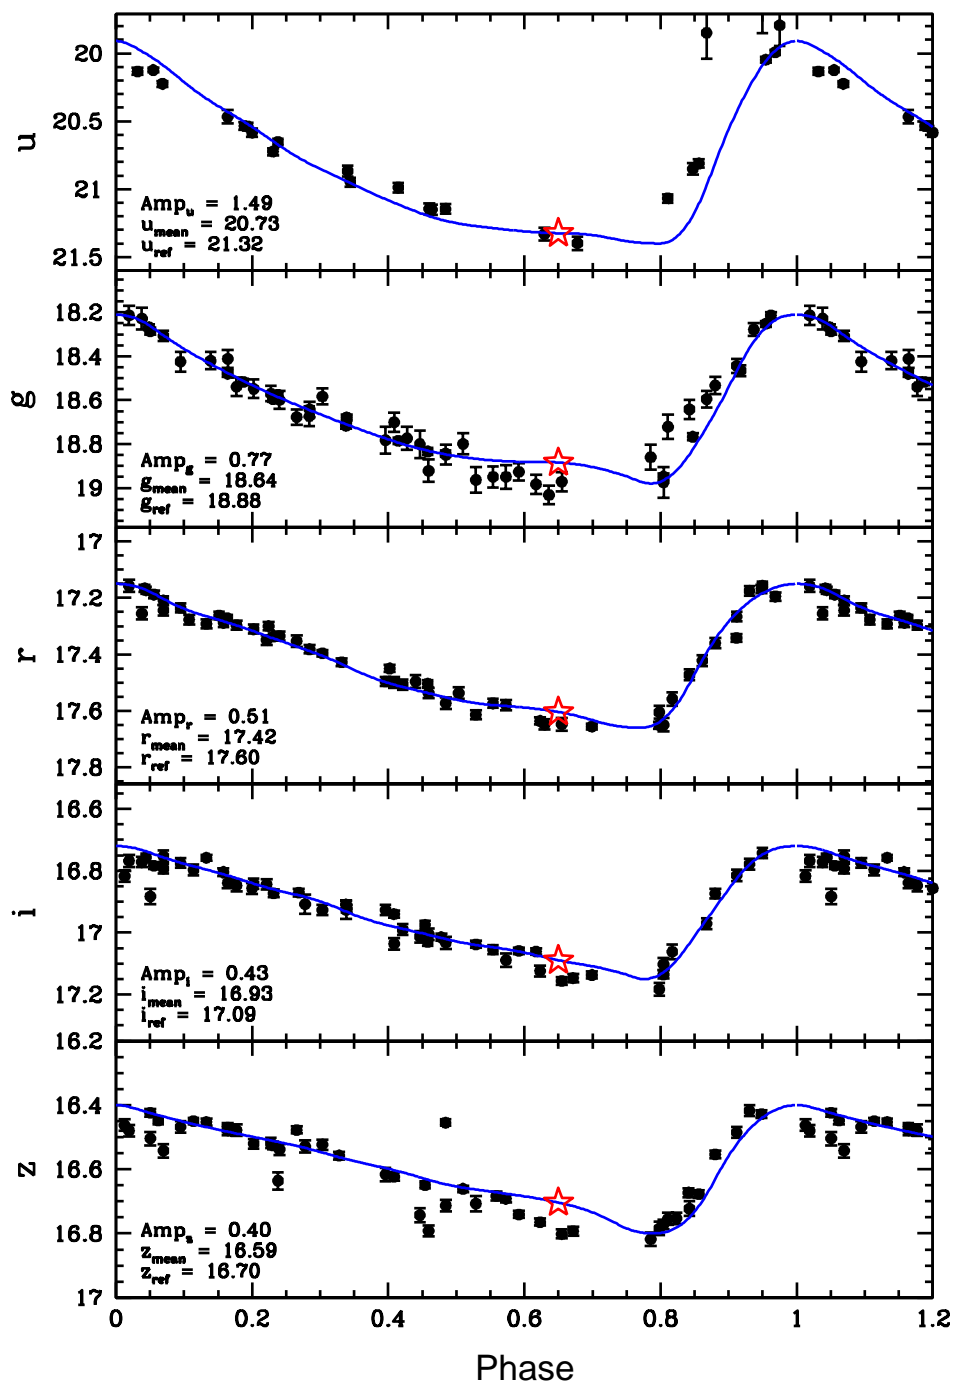 20
20.5
21
21.5
u
Amp_u = 1.49
u_mean = 20.73
u_ref = 21.32
18.2
18.4
18.6
18.8
19
g
Amp_g = 0.77
g_mean = 18.64
g_ref = 18.88
17
17.2
17.4
17.6
17.8
r
Amp_r = 0.51
r_mean = 17.42
r_ref = 17.60
16.6
16.8
17
17.2
i
Amp_i = 0.43
i_mean = 16.93
i_ref = 17.09
16.2
16.4
16.6
16.8
17
z
Amp_z = 0.40
z_mean = 16.59
z_ref = 16.70
0 0.2 0.4 0.6 0.8 1 1.2
Phase